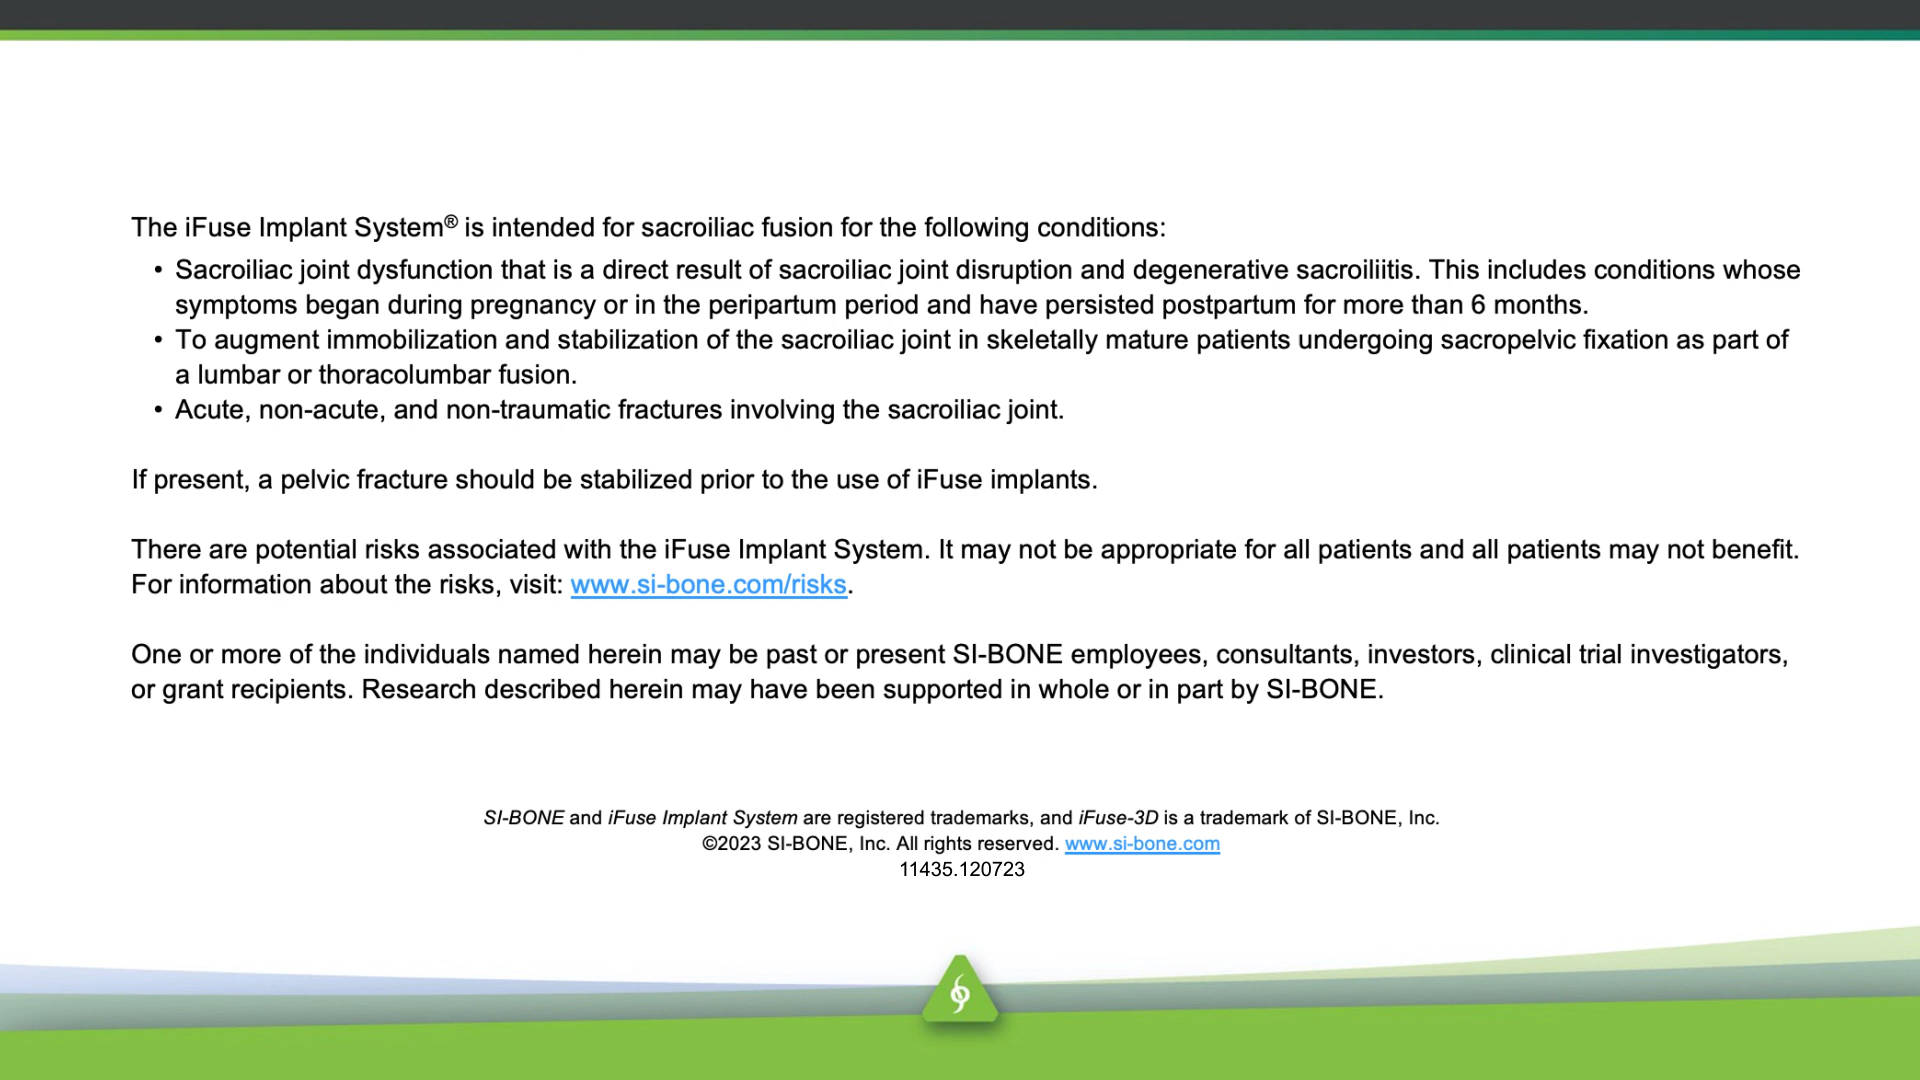 The iFuse Implant System® is intended for sacroiliac fusion for the following conditions:
• Sacroiliac joint dysfunction that is a direct result of sacroiliac joint disruption and degenerative sacroiliitis. This includes conditions whose
symptoms began during pregnancy or in the peripartum period and have persisted postpartum for more than 6 months.
• To augment immobilization and stabilization of the sacroiliac joint in skeletally mature patients undergoing sacropelvic fixation as part of
a lumbar or thoracolumbar fusion.
• Acute, non-acute, and non-traumatic fractures involving the sacroiliac joint.
If present, a pelvic fracture should be stabilized prior to the use of iFuse implants.
There are potential risks associated with the iFuse Implant System. It may not be appropriate for all patients and all patients may not benefit.
For information about the risks, visit: www.si-bone.com/risks.
One or more of the individuals named herein may be past or present SI-BONE employees, consultants, investors, clinical trial investigators,
or grant recipients. Research described herein may have been supported in whole or in part by SI-BONE.
SI-BONE and iFuse Implant System are registered trademarks, and iFuse-3D is a trademark of SI-BONE, Inc.
©2023 SI-BONE, Inc. All rights reserved. www.si-bone.com
11435.120723